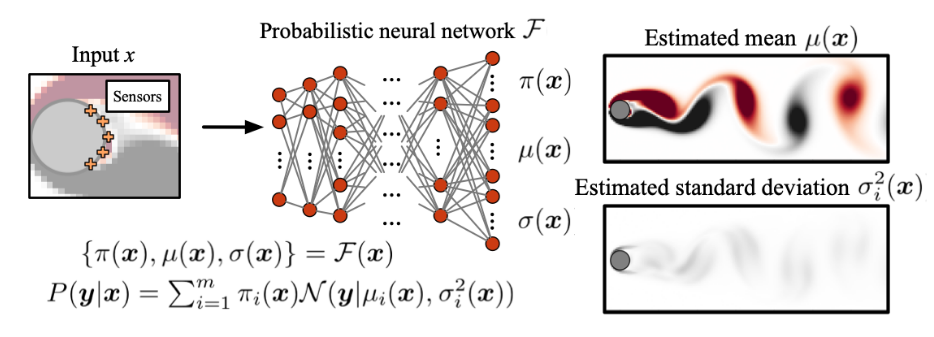 Probabilistic neural network $\mathcal{F}$
Input $x$
Sensors
$\pi(\boldsymbol{x})$
$\mu(\boldsymbol{x})$
$\sigma(\boldsymbol{x})$
Estimated mean $\mu(\boldsymbol{x})$
Estimated standard deviation $\sigma_i^2(\boldsymbol{x})$
$\{\pi(\boldsymbol{x}), \mu(\boldsymbol{x}), \sigma(\boldsymbol{x})\} = \mathcal{F}(\boldsymbol{x})$
$P(\boldsymbol{y}|\boldsymbol{x}) = \sum_{i=1}^{m} \pi_i(\boldsymbol{x})\mathcal{N}(\boldsymbol{y}|\mu_i(\boldsymbol{x}), \sigma_i^2(\boldsymbol{x}))$